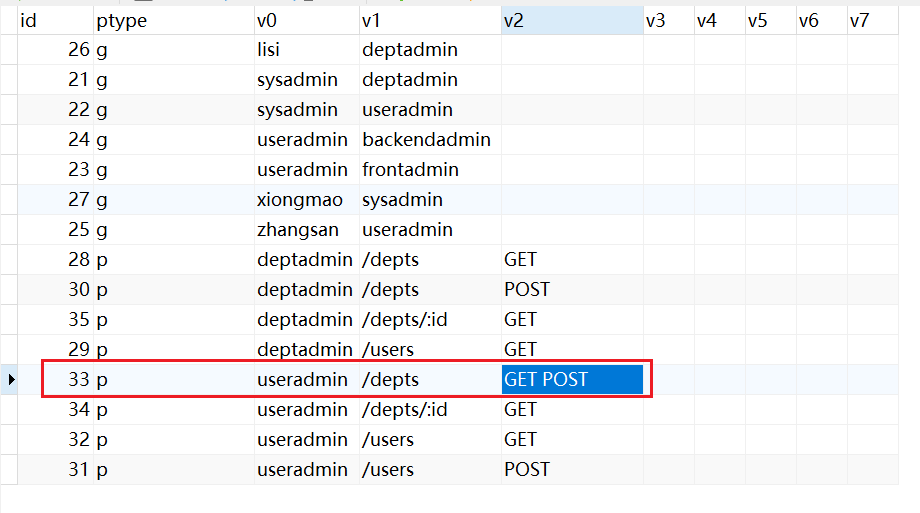 id ptype v0 v1 v2 v3 v4 v5 v6 v7
26 g lisi deptadmin
21 g sysadmin deptadmin
22 g sysadmin useradmin
24 g useradmin backendadmin
23 g useradmin frontadmin
27 g xiongmao sysadmin
25 g zhangsan useradmin
28 p deptadmin /depts GET
30 p deptadmin /depts POST
35 p deptadmin /depts/:id GET
29 p deptadmin /users GET
33 p useradmin /depts GET POST
34 p useradmin /depts/:id GET
32 p useradmin /users GET
31 p useradmin /users POST